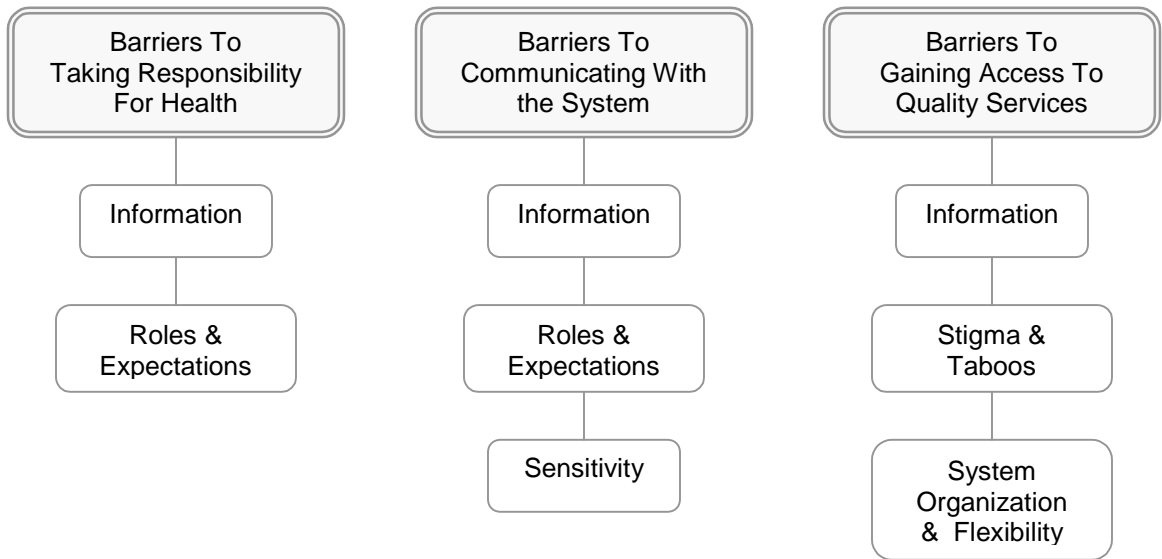 Barriers To
Taking Responsibility
For Health
Information
Roles &
Expectations
Barriers To
Communicating With
the System
Information
Roles &
Expectations
Sensitivity
Barriers To
Gaining Access To
Quality Services
Information
Stigma &
Taboos
System
Organization
& Flexibility